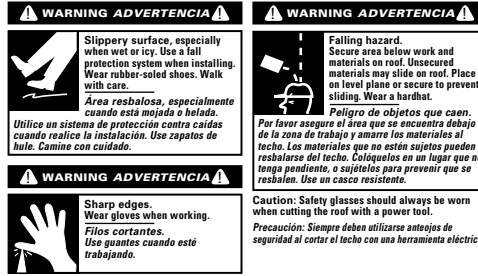 WARNING ADVERTENCIA
Slippery surface, especially
when wet or icy. Use a fall
protection system when installing.
Wear rubber-soled shoes. Walk
with care.
Área resbalosa, especialmente
cuando está mojada o helada.
Utilice un sistema de protección contra caídas
cuando realice la instalación. Use zapatos de
hule. Camine con cuidado.
WARNING ADVERTENCIA
Sharp edges.
Wear gloves when working.
Filos cortantes.
Use guantes cuando esté
trabajando.
WARNING ADVERTENCIA
Falling hazard.
Secure area below work and
materials on roof. Unsecured
materials may slide on roof. Place
on level plane or secure to prevent
sliding. Wear a hardhat.
Peligro de objetos que caen.
Por favor asegure el área que se encuentra debajo
de la zona de trabajo y amarre los materiales al
techo. Los materiales que no estén sujetos pueden
resbalarse del techo. Colóquelos en un lugar que no
tenga pendiente, o sujételos para prevenir que se
resbalen. Use un casco resistente.
Caution: Safety glasses should always be worn
when cutting the roof with a power tool.
Precaución: Siempre deben utilizarse anteojos de
seguridad al cortar el techo con una herramienta eléctric